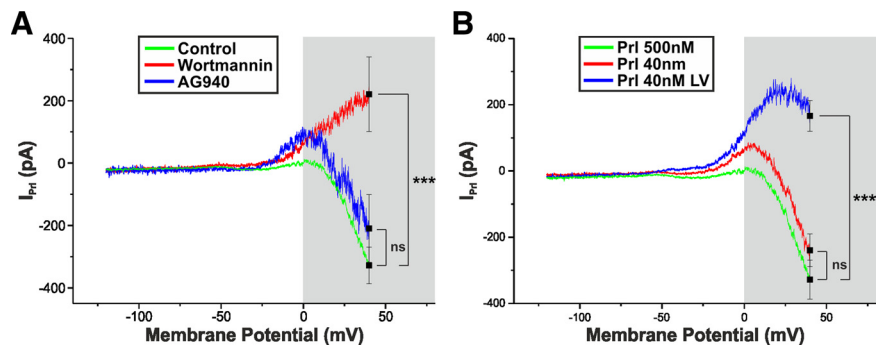 A
Control
Wortmannin
AG940
400
200
0
-200
-400
I Prl (pA)
***
ns
-100
-50
0
50
Membrane Potential (mV)
B
Prl 500nM
Prl 40nm
Prl 40nM LV
400
200
0
-200
-400
I Prl (pA)
***
ns
-100
-50
0
50
Membrane Potential (mV)